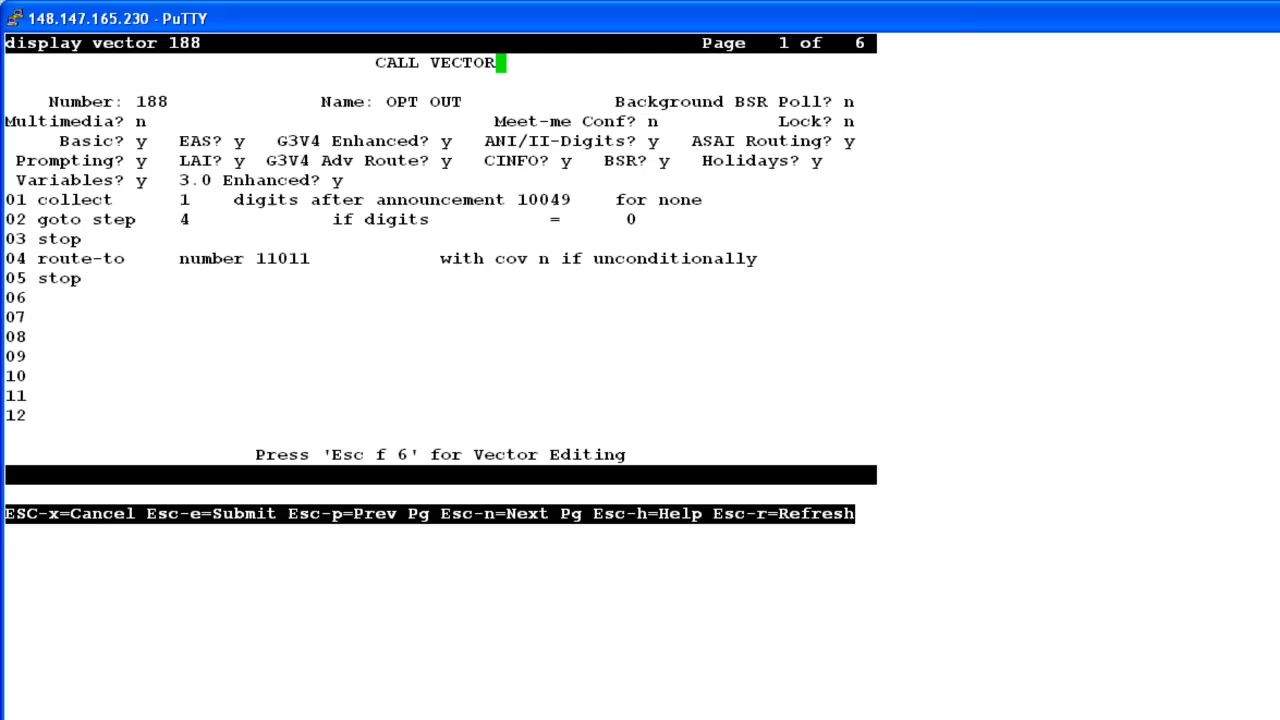 148.147.165.230 - PuTTY
display vector 188 Page 1 of 6
CALL VECTOR
Number: 188 Name: OPT OUT Background BSR Poll? n
Multimedia? n Meet-me Conf? n Lock? n
Basic? y EAS? y G3V4 Enhanced? y ANI/II-Digits? y ASAI Routing? y
Prompting? y LAI? y G3V4 Adv Route? y CINFO? y BSR? y Holidays? y
Variables? y 3.0 Enhanced? y
01 collect 1 digits after announcement 10049 for none
02 goto step 4 if digits = 0
03 stop
04 route-to number 11011 with cov n if unconditionally
05 stop
06
07
08
09
10
11
12
Press 'Esc f 6' for Vector Editing
ESC-x=Cancel Esc-e=Submit Esc-p=Prev Pg Esc-n=Next Pg Esc-h=Help Esc-r=Refresh